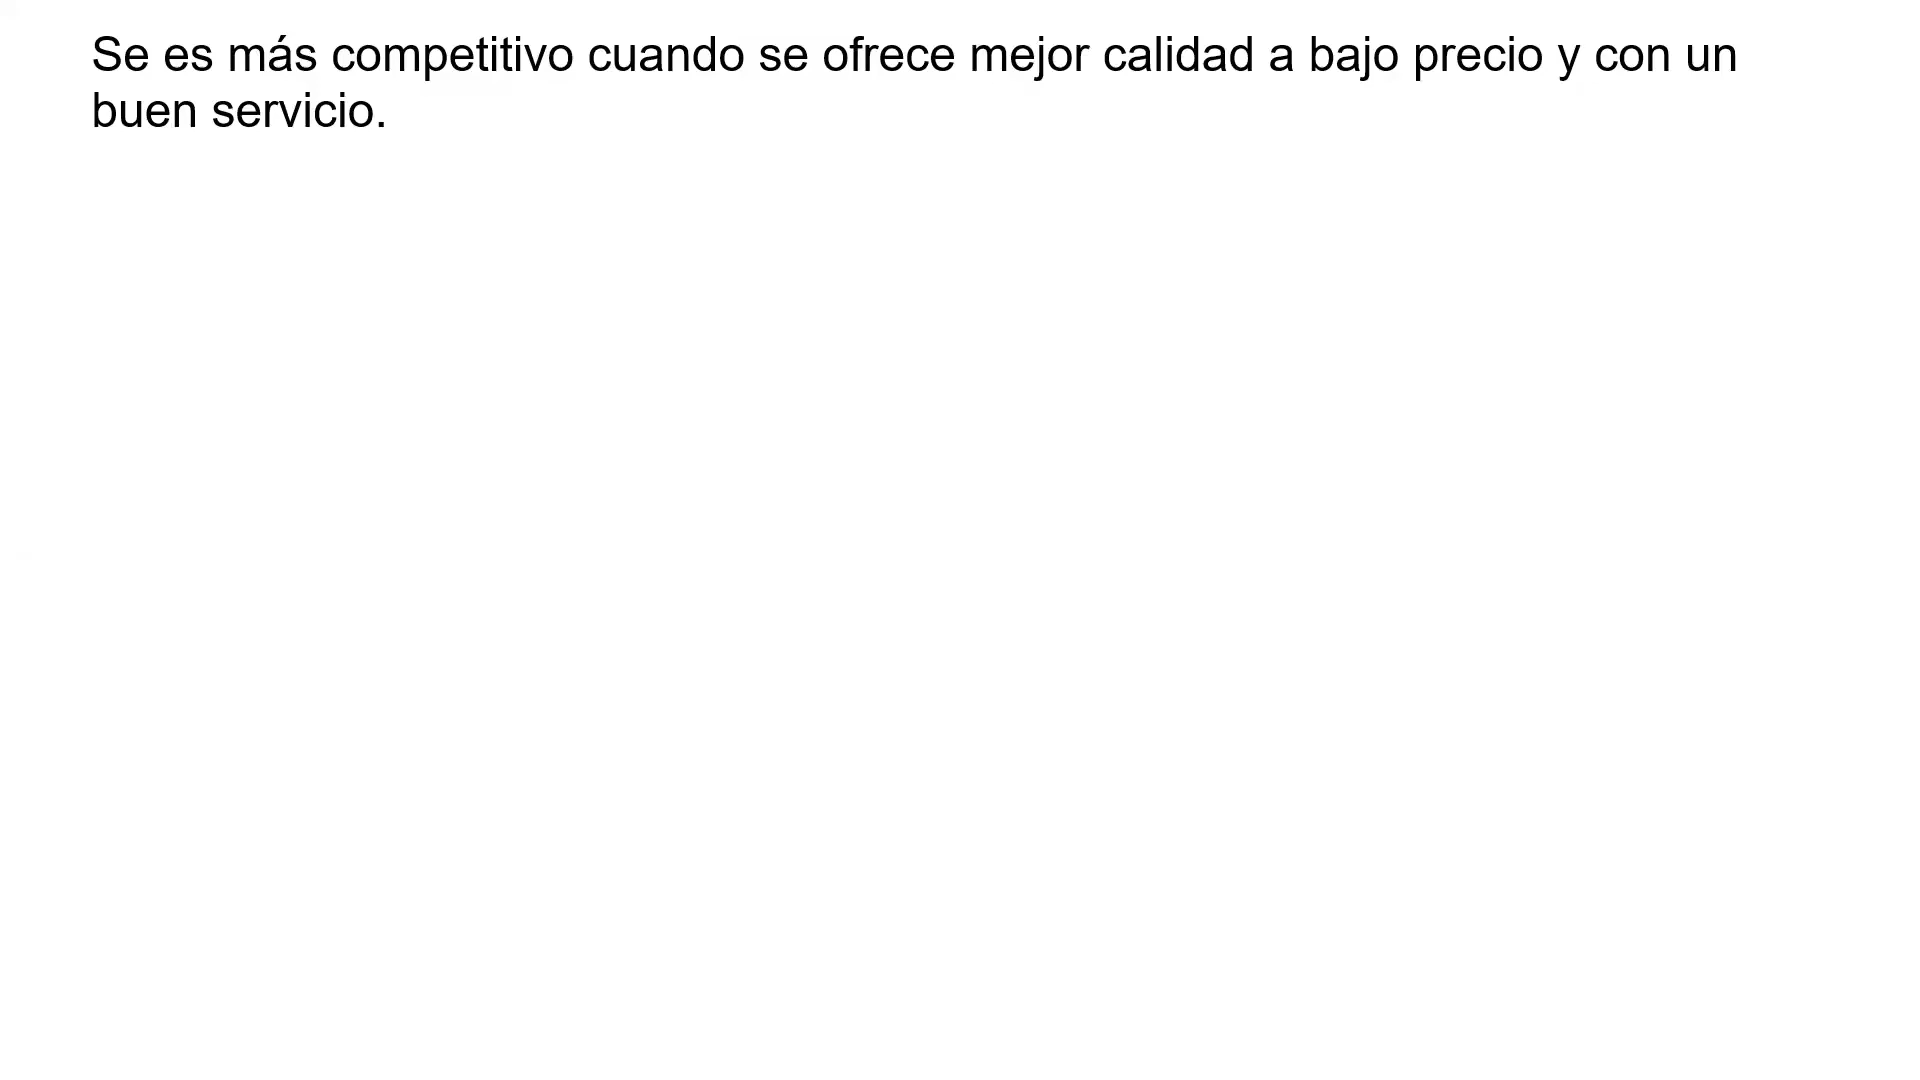 Se es más competitivo cuando se ofrece mejor calidad a bajo precio y con un
buen servicio.